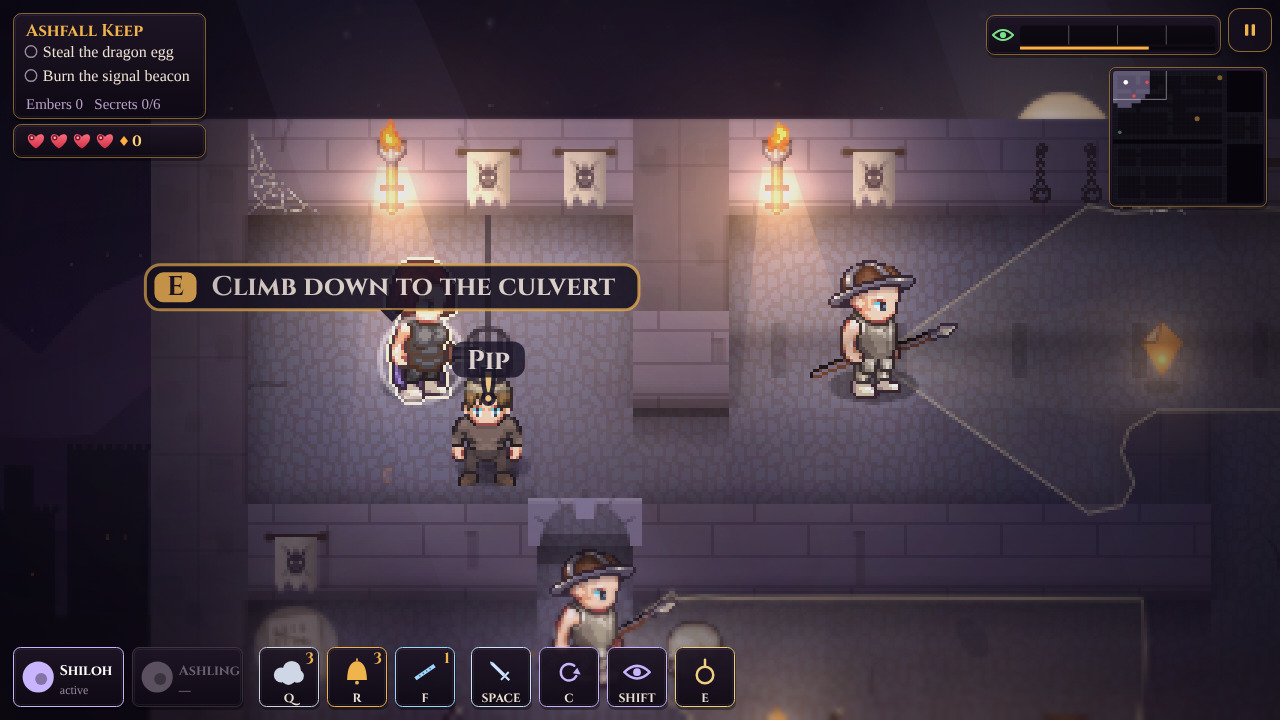 Ashfall Keep
Steal the dragon egg
Burn the signal beacon
Embers 0 Secrets 0/6
0
E Climb down to the culvert
Pip
Shiloh
active
Ashling
—
3
Q
3
R
1
F
SPACE
C
SHIFT
E